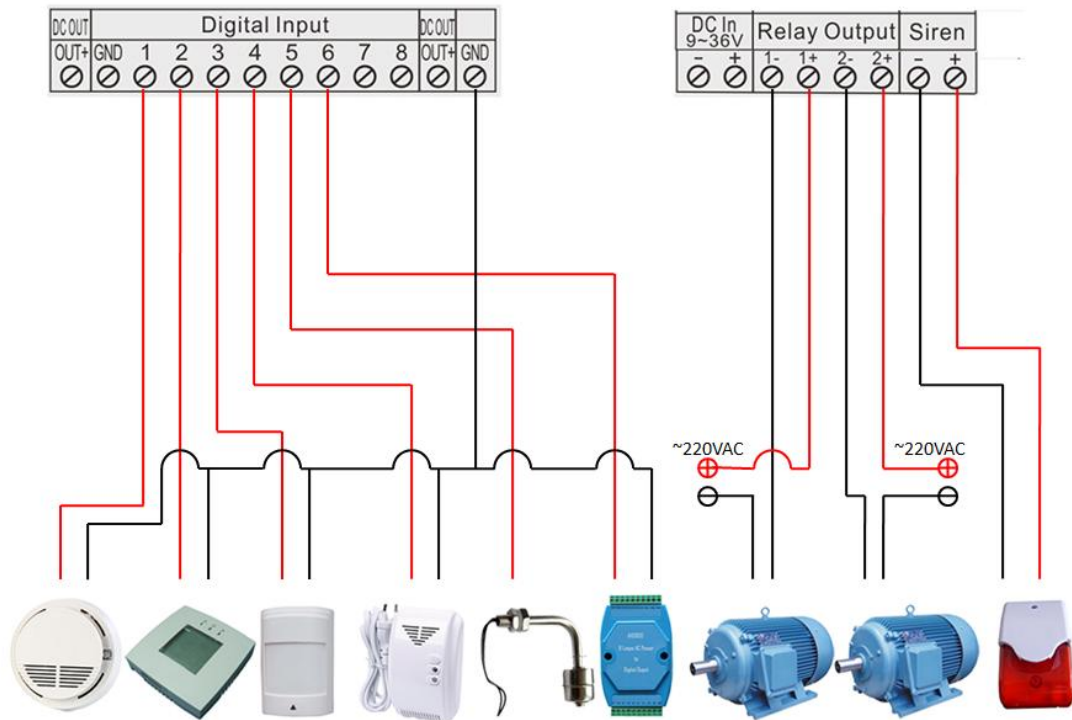 DC OUT Digital Input DC OUT
OUT+ GND 1 2 3 4 5 6 7 8 OUT+ GND
DC In
9~36V Relay Output Siren
- + 1- 1+ 2- 2+ - +
~220VAC ~220VAC